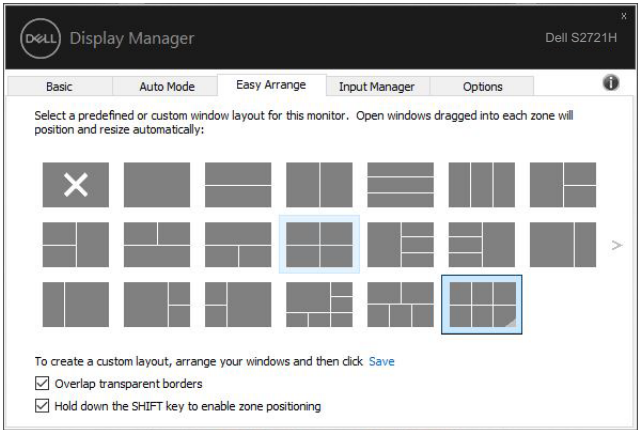 x
DELL Display Manager
Dell S2721H
Basic Auto Mode Easy Arrange Input Manager Options i
Select a predefined or custom window layout for this monitor. Open windows dragged into each zone will
position and resize automatically:
>
To create a custom layout, arrange your windows and then click Save
Overlap transparent borders
Hold down the SHIFT key to enable zone positioning